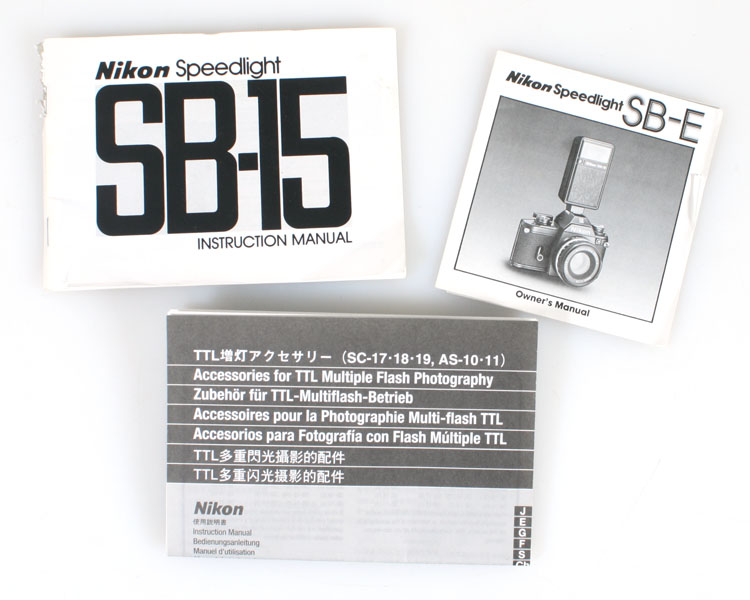 Nikon Speedlight
SB-15
INSTRUCTION MANUAL
Nikon Speedlight SB-E
Owner's Manual
TTL増灯アクセサリー（SC-17・18・19, AS-10・11）
Accessories for TTL Multiple Flash Photography
Zubehör für TTL-Multiflash-Betrieb
Accessoires pour la Photographie Multi-flash TTL
Accesorios para Fotografía con Flash Múltiple TTL
TTL多重閃光攝影的配件
TTL多重闪光摄影的配件
Nikon
使用説明書
Instruction Manual
Bedienungsanleitung
Manuel d'utilisation
J
E
G
F
S
Ch